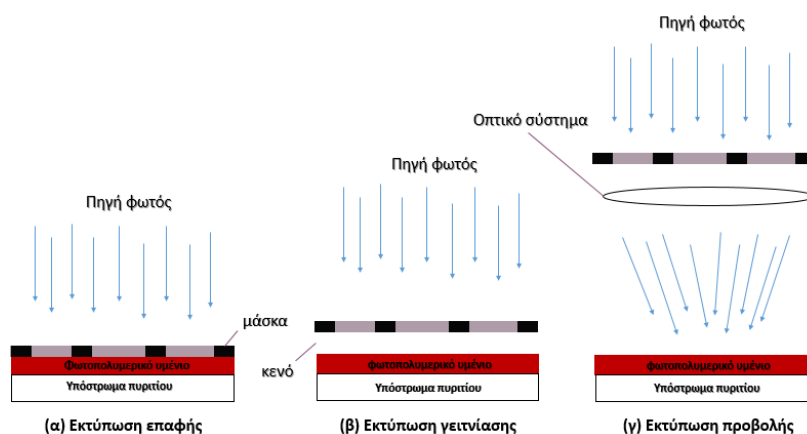 Πηγή φωτός
Οπτικό σύστημα
Πηγή φωτός
Πηγή φωτός
μάσκα
κενό
Φωτοπολυμερικό υμένιο
Υπόστρωμα πυριτίου
φωτοπολυμερικό υμένιο
Υπόστρωμα πυριτίου
φωτοπολυμερικό υμένιο
Υπόστρωμα πυριτίου
(α) Εκτύπωση επαφής
(β) Εκτύπωση γειτνίασης
(γ) Εκτύπωση προβολής